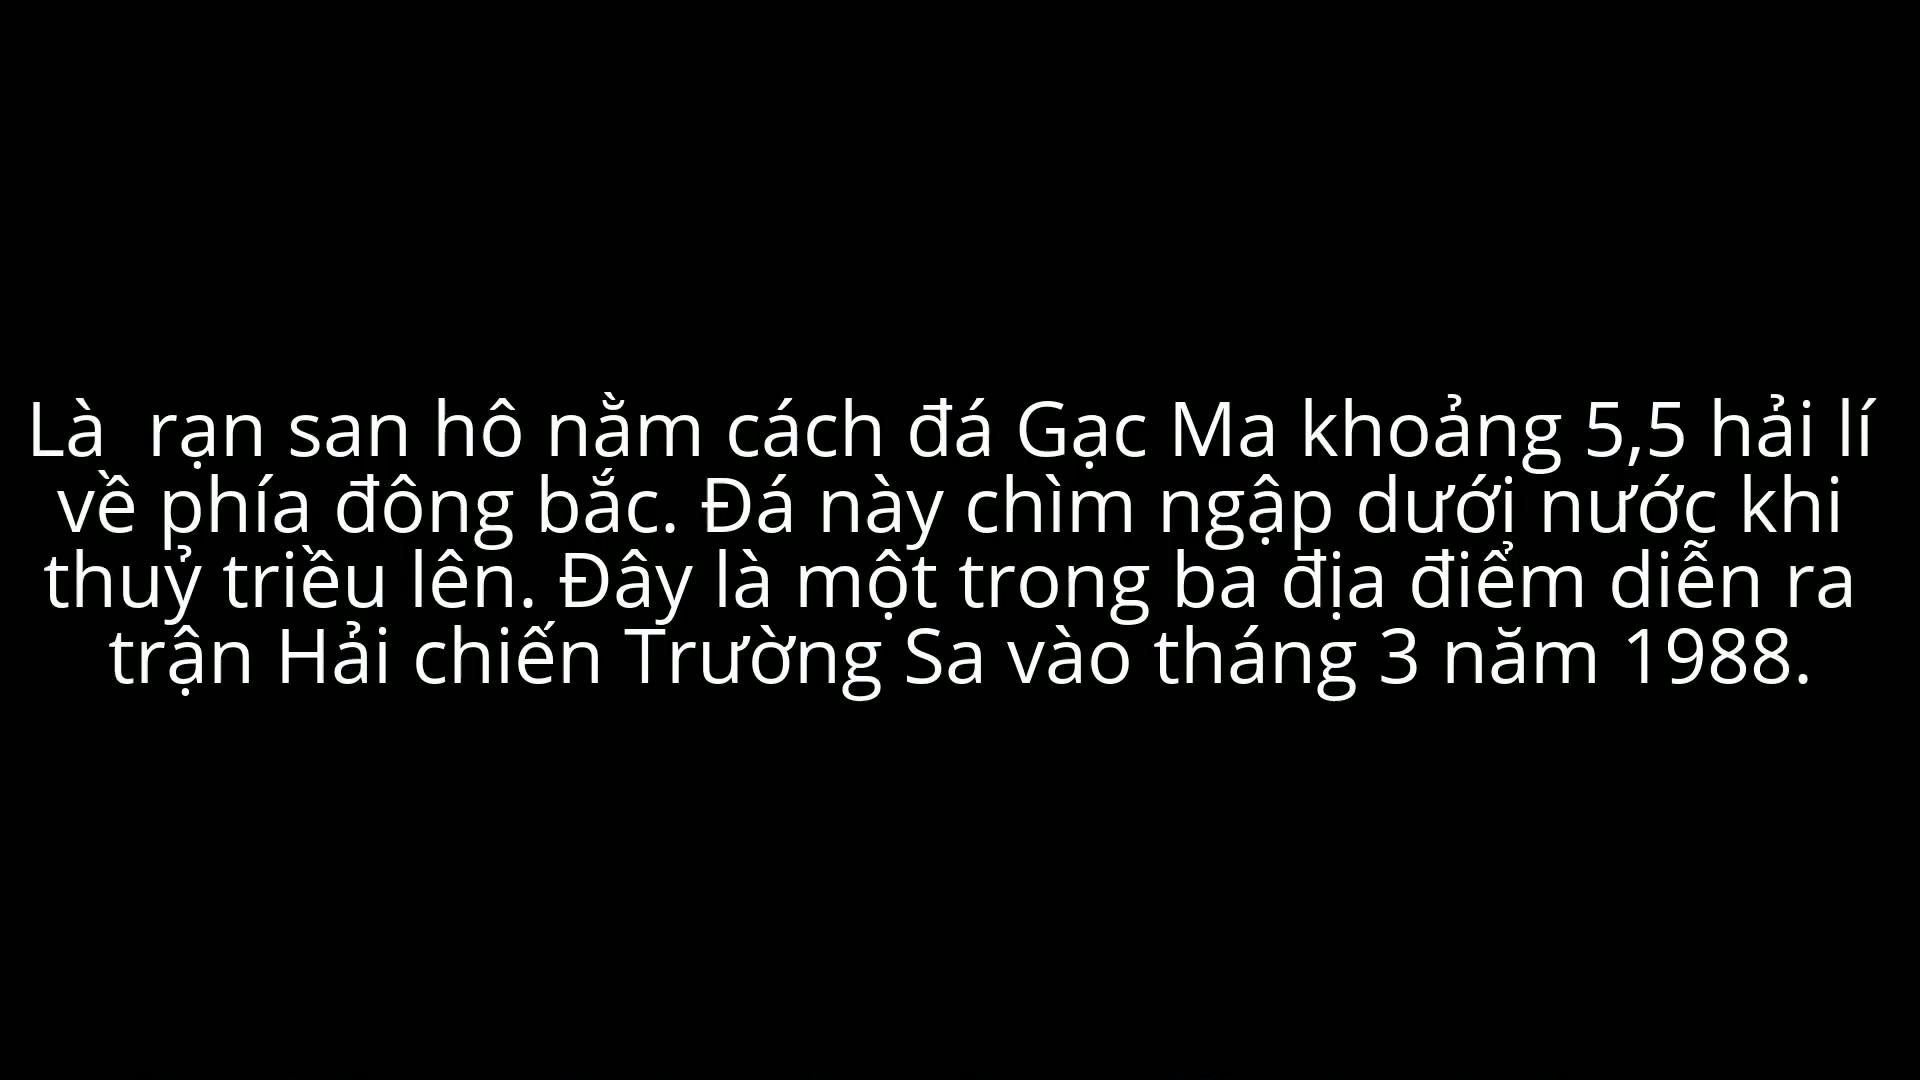 Là  rạn san hô nằm cách đá Gạc Ma khoảng 5,5 hải lí
về phía đông bắc. Đá này chìm ngập dưới nước khi
thuỷ triều lên. Đây là một trong ba địa điểm diễn ra
trận Hải chiến Trường Sa vào tháng 3 năm 1988.